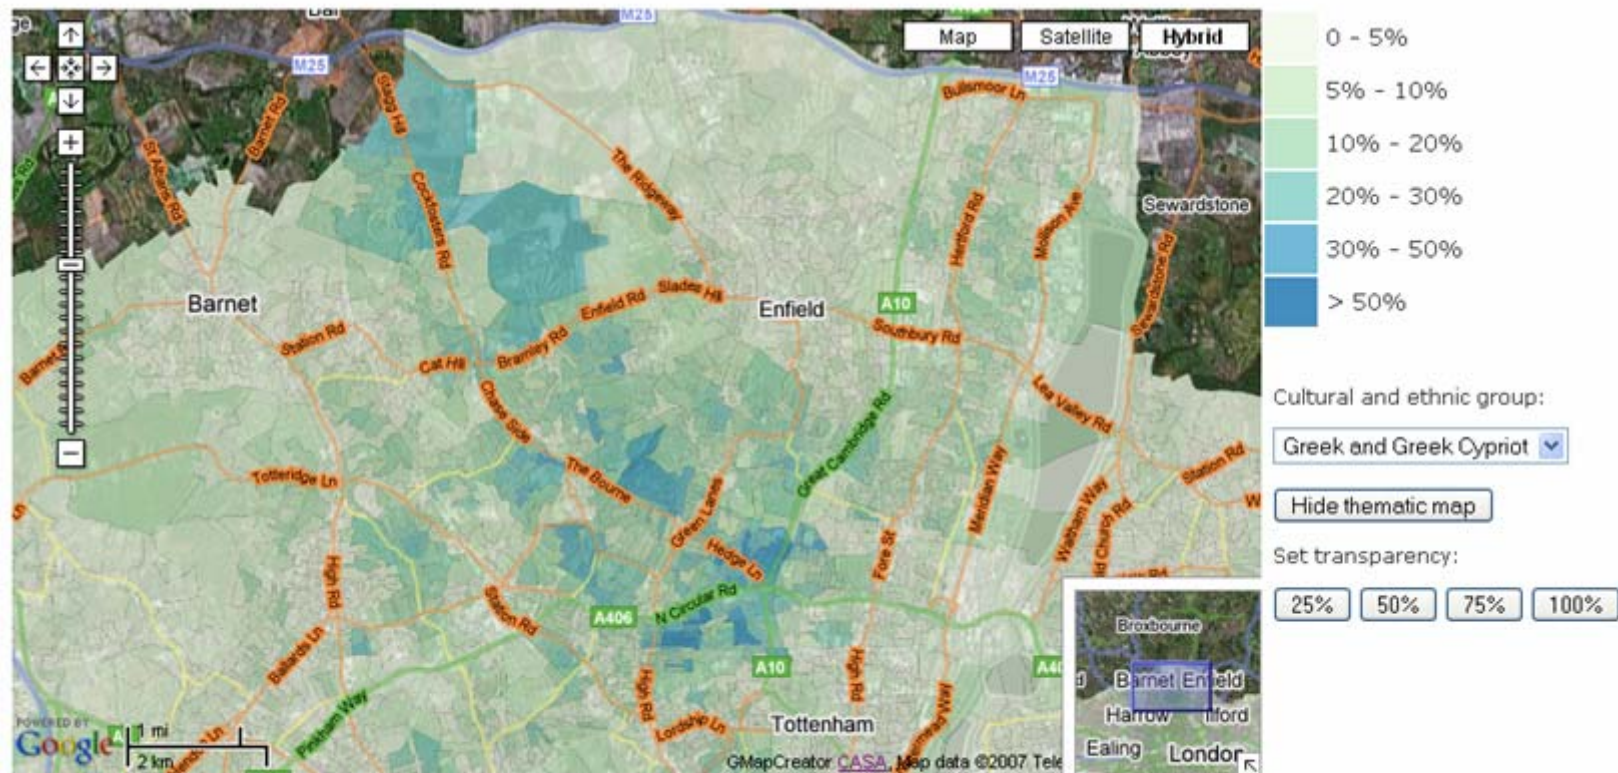 M25
Map
Satellite
Hybrid
M25
M25
Bullsmoor Ln
Stagg Hill
Barnet Rd
St Albans Rd
The Ridgeway
Cockfosters Rd
Hertford Rd
Mollison Ave
Sewardstone
Sewardstone Rd
Barnet
Enfield
A10
Slades Hill
Enfield Rd
Southbury Rd
Station Rd
Bramley Rd
Cat Hill
Chase Side
Lea Valley Rd
Great Cambridge Rd
The Bourne
Station Rd
Totteridge Ln
Green Lanes
Meridian Way
Waltham Way
Hedge Ln
Fore St
High Rd
N Circular Rd
A406
Station Rd
Ballards Ln
A10
High Rd
High Rd
Pinkham Way
Lordship Ln
Tottenham
POWERED BY
Google
1 mi
2 km
GMapCreator CASA, Map data ©2007 Tele
Broxbourne
Barnet Enfield
Harrow Ilford
Ealing London
0 - 5%
5% - 10%
10% - 20%
20% - 30%
30% - 50%
> 50%
Cultural and ethnic group:
Greek and Greek Cypriot
Hide thematic map
Set transparency:
25% 50% 75% 100%